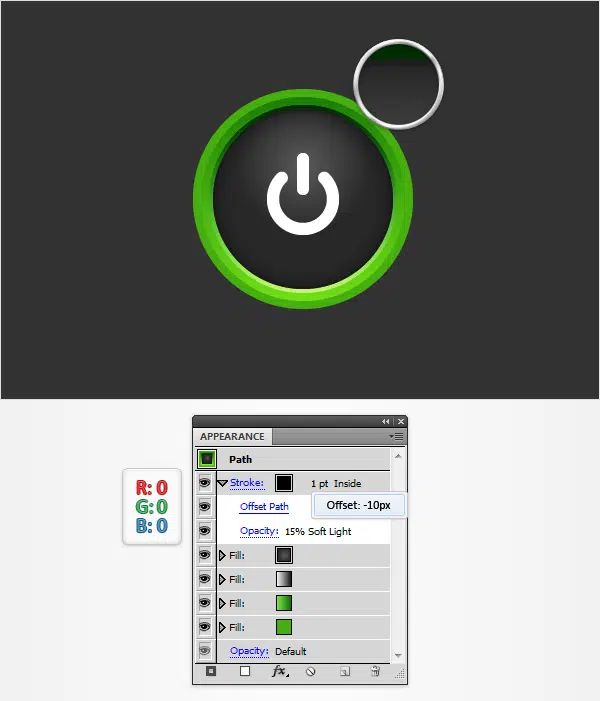 APPEARANCE
Path
Stroke: 1 pt Inside
Offset Path
Offset: -10px
Opacity: 15% Soft Light
Fill:
Fill:
Fill:
Fill:
Opacity: Default
fx
R: 0
G: 0
B: 0